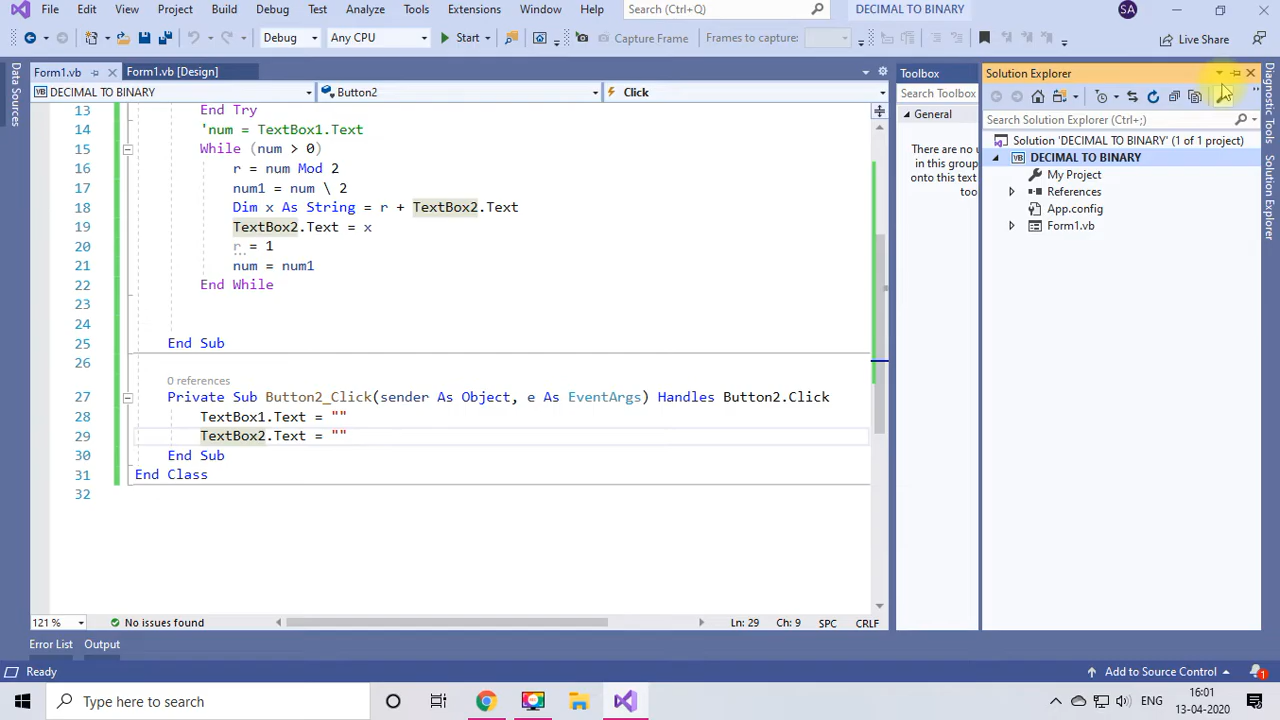 File Edit View Project Build Debug Test Analyze Tools Extensions Window Help Search (Ctrl+Q) DECIMAL TO BINARY SA
Debug Any CPU Start Capture Frame Frames to capture: Live Share
Data Sources
Form1.vb Form1.vb [Design]
DECIMAL TO BINARY Button2 Click
13 End Try
14 'num = TextBox1.Text
15 While (num > 0)
16 r = num Mod 2
17 num1 = num \ 2
18 Dim x As String = r + TextBox2.Text
19 TextBox2.Text = x
20 r = 1
21 num = num1
22 End While
23
24
25 End Sub
26
0 references
27 Private Sub Button2_Click(sender As Object, e As EventArgs) Handles Button2.Click
28 TextBox1.Text = ""
29 TextBox2.Text = ""
30 End Sub
31 End Class
32
121 % No issues found Ln: 29 Ch: 9 SPC CRLF
Toolbox
Search Toolbox
General
There are no u
in this group
onto this text
too
Solution Explorer
Search Solution Explorer (Ctrl+;)
Solution 'DECIMAL TO BINARY' (1 of 1 project)
VB DECIMAL TO BINARY
My Project
References
App.config
Form1.vb
Diagnostic Tools
Solution Explorer
Error List Output
Ready Add to Source Control 1
Type here to search
ENG 16:01
13-04-2020